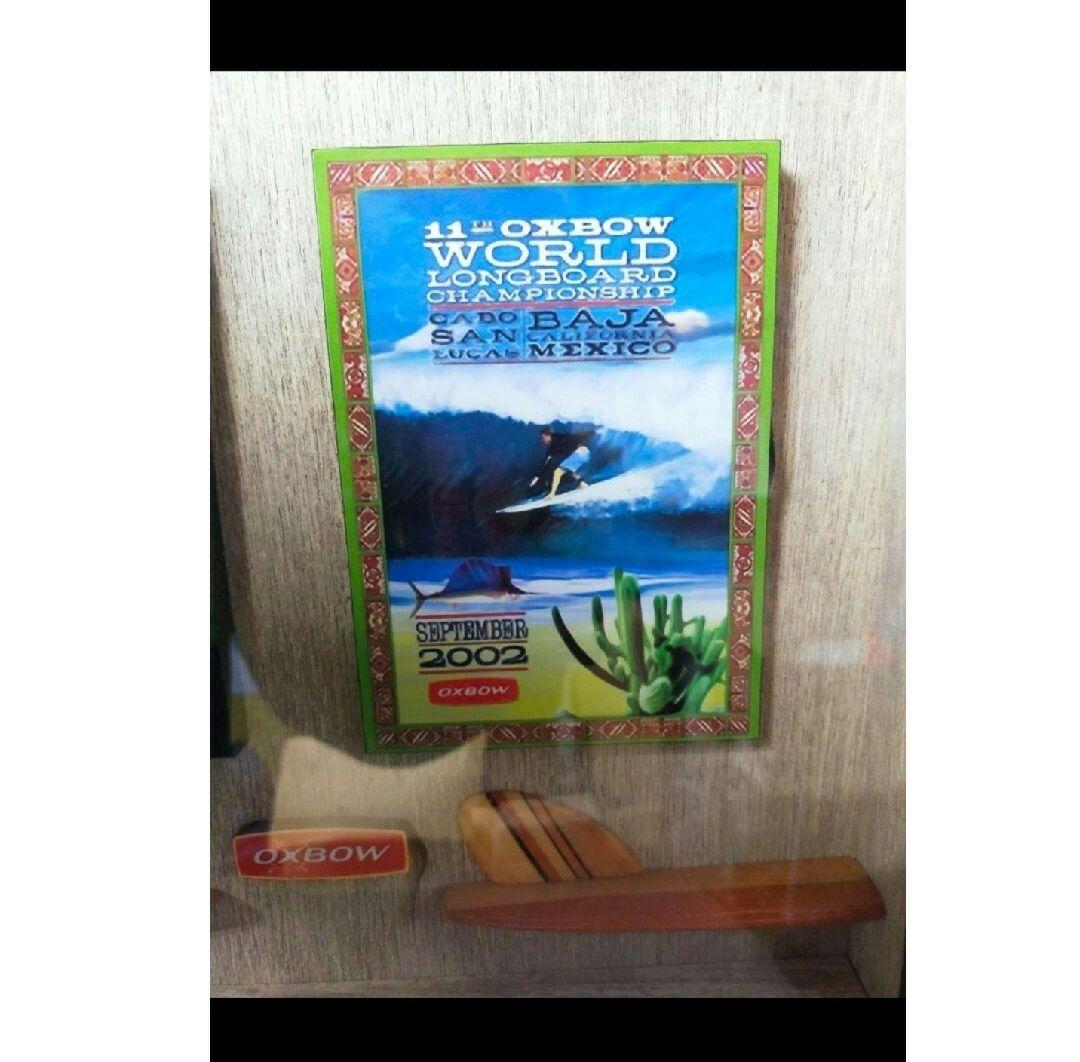 11TH OXBOW
WORLD
LONGBOARD
CHAMPIONSHIP
CABO BAJA
SAN CALIFORNIA
LUCAS MEXICO
SEPTEMBER
2002
OXBOW
OXBOW